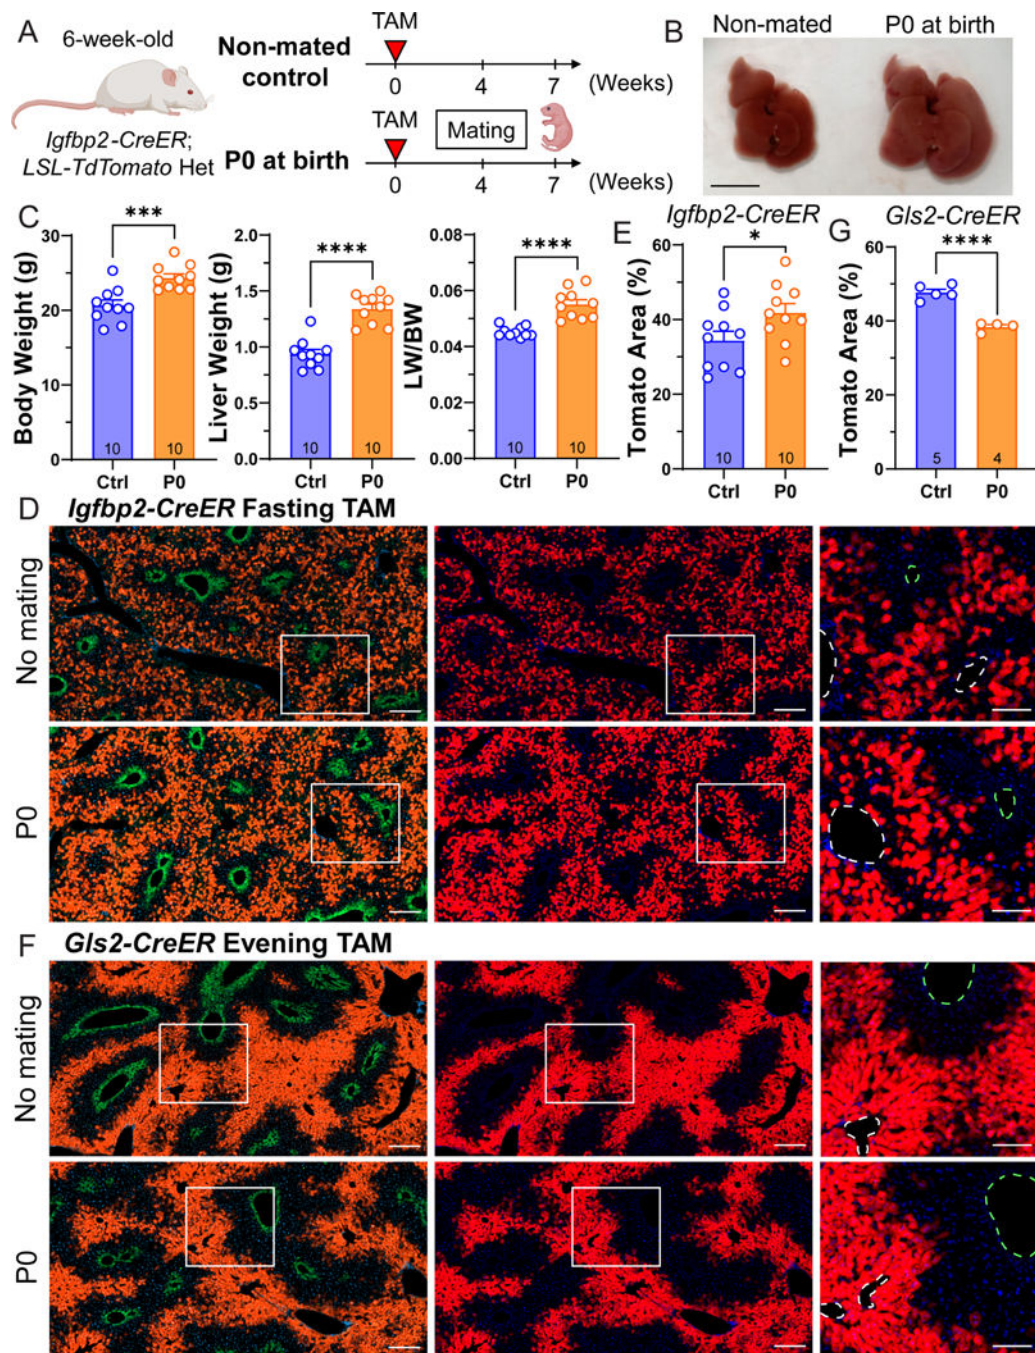 A
6-week-old
Igfbp2-CreER;
LSL-TdTomato Het
Non-mated
control
TAM
0 4 7 (Weeks)
P0 at birth
TAM
Mating
0 4 7 (Weeks)
B
Non-mated P0 at birth
C
***
Body Weight (g)
30
20
10
0
10 10
Ctrl P0
****
Liver Weight (g)
2.0
1.5
1.0
0.5
0.0
10 10
Ctrl P0
****
LW/BW
0.08
0.06
0.04
0.02
0.00
10 10
Ctrl P0
E
Igfbp2-CreER
*
Tomato Area (%)
60
40
20
0
10 10
Ctrl P0
G
Gls2-CreER
****
Tomato Area (%)
60
40
20
0
5 4
Ctrl P0
D
Igfbp2-CreER Fasting TAM
No mating
P0
F
Gls2-CreER Evening TAM
No mating
P0